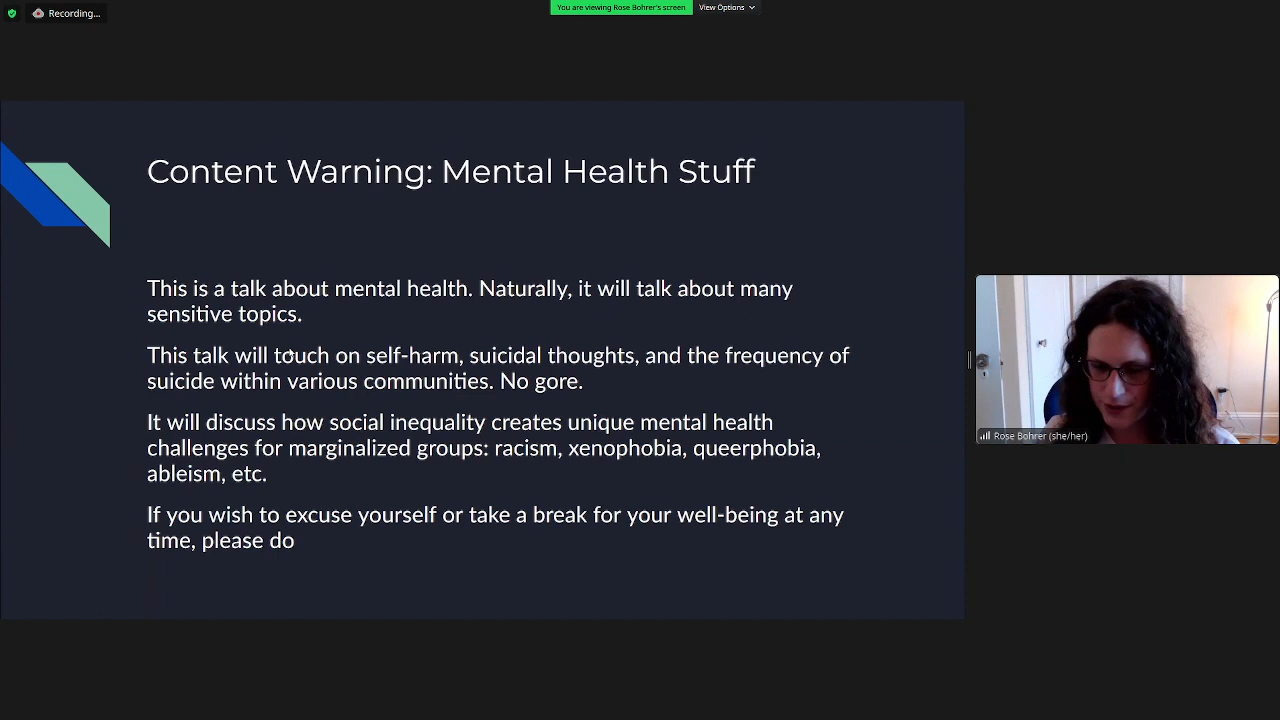 Recording...
You are viewing Rose Bohrer's screen
View Options
Content Warning: Mental Health Stuff
This is a talk about mental health. Naturally, it will talk about many
sensitive topics.
This talk will touch on self-harm, suicidal thoughts, and the frequency of
suicide within various communities. No gore.
It will discuss how social inequality creates unique mental health
challenges for marginalized groups: racism, xenophobia, queerphobia,
ableism, etc.
If you wish to excuse yourself or take a break for your well-being at any
time, please do
Rose Bohrer (she/her)